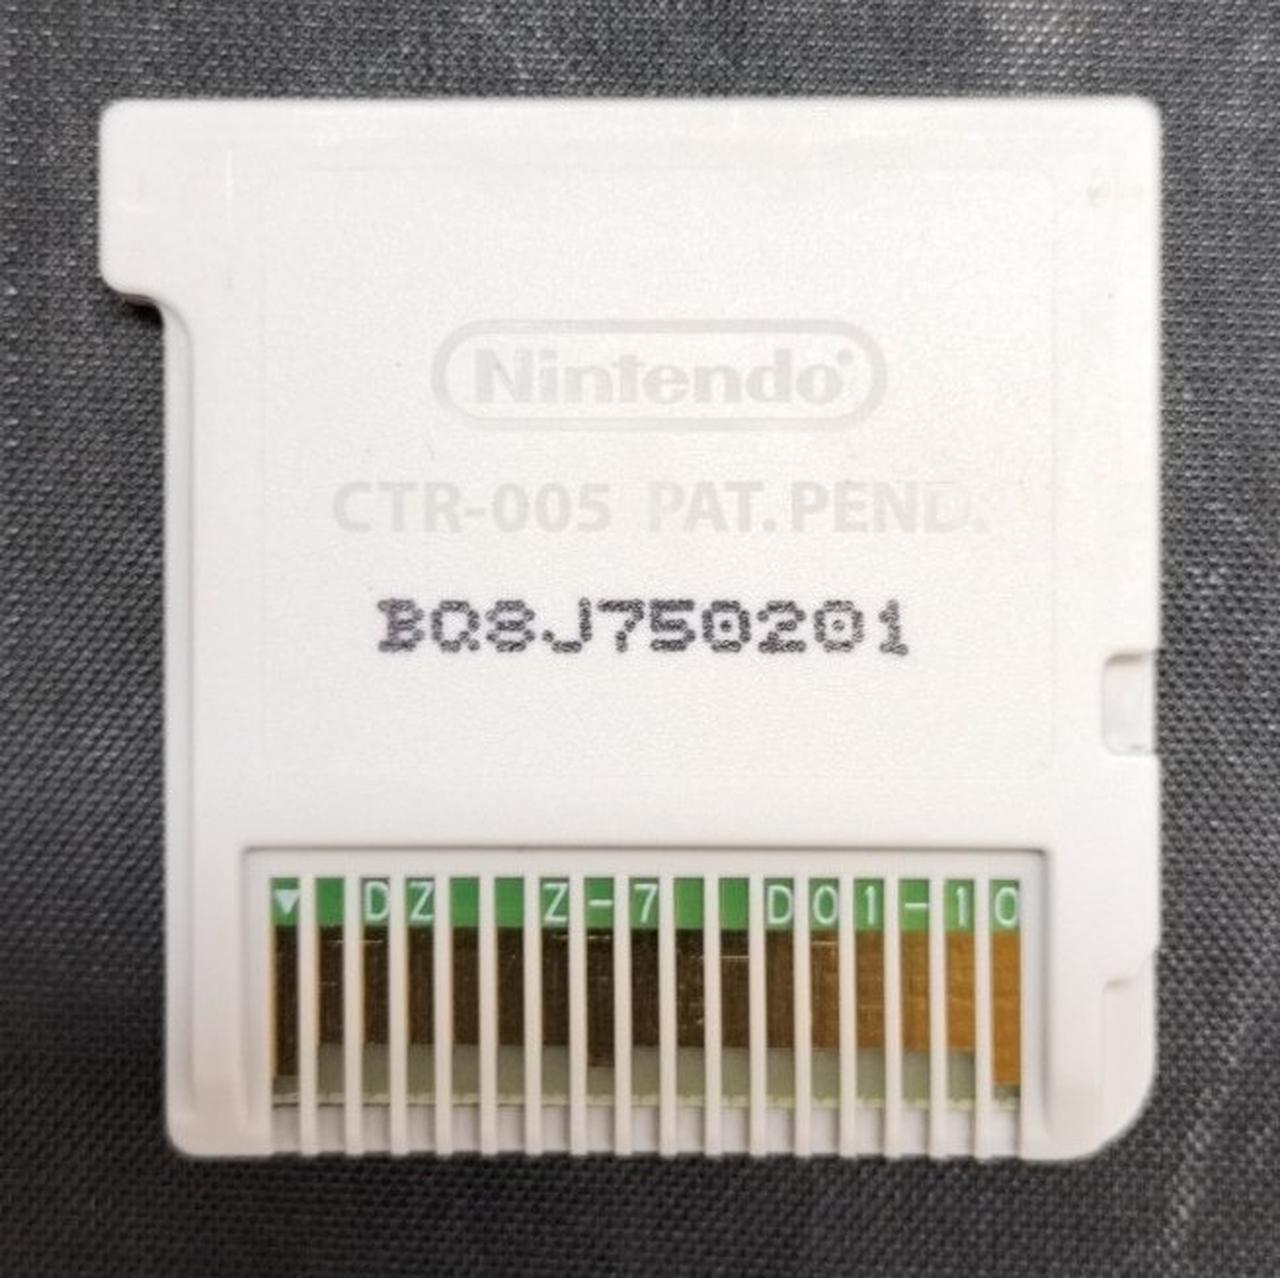 Nintendo
CTR-005 PAT. PEND.
BQ8J750201
▼ DZ Z-7 D01-10